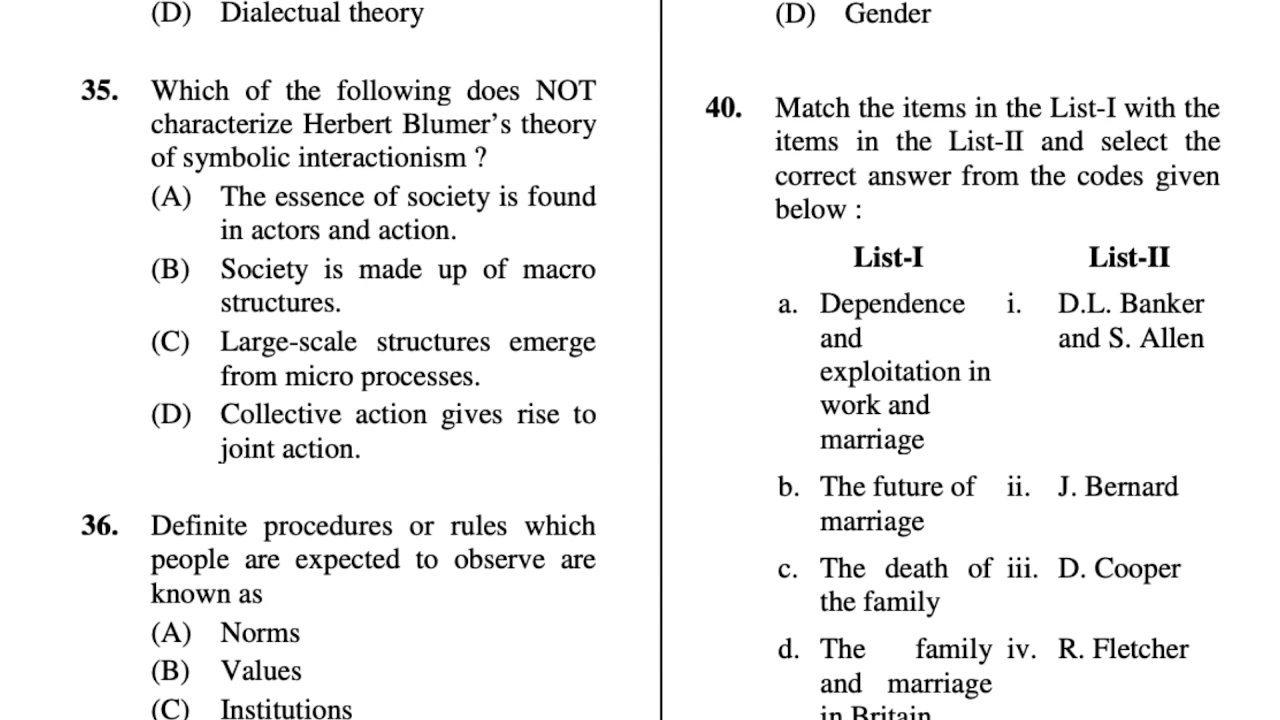 (D) Dialectual theory
35. Which of the following does NOT
characterize Herbert Blumer's theory
of symbolic interactionism ?
(A) The essence of society is found
in actors and action.
(B) Society is made up of macro
structures.
(C) Large-scale structures emerge
from micro processes.
(D) Collective action gives rise to
joint action.
36. Definite procedures or rules which
people are expected to observe are
known as
(A) Norms
(B) Values
(C) Institutions
(D) Gender
40. Match the items in the List-I with the
items in the List-II and select the
correct answer from the codes given
below :
List-I List-II
a. Dependence i. D.L. Banker
and and S. Allen
exploitation in
work and
marriage
b. The future of ii. J. Bernard
marriage
c. The death of iii. D. Cooper
the family
d. The family iv. R. Fletcher
and marriage
in Britain